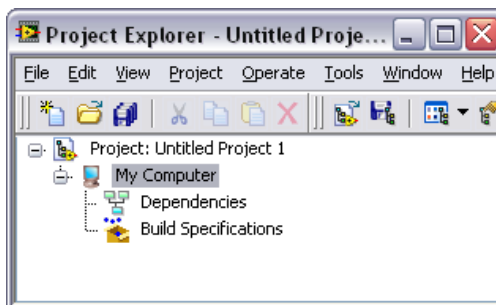 Project Explorer - Untitled Proje...
File Edit View Project Operate Tools Window Help
Project: Untitled Project 1
My Computer
Dependencies
Build Specifications